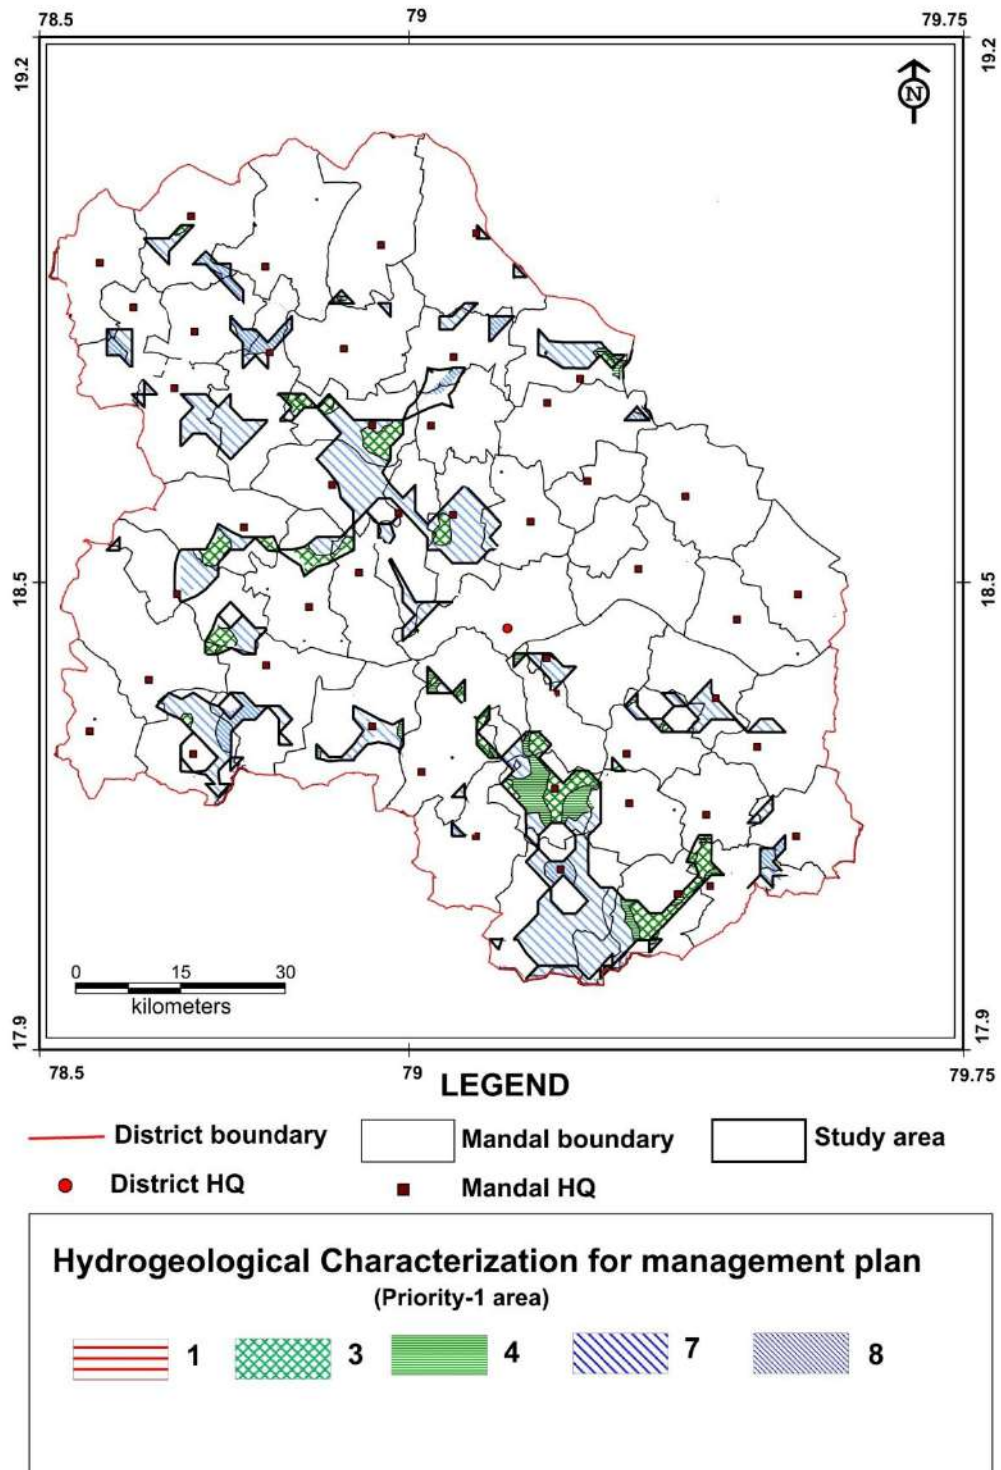 78.5 79 79.75
19.2 19.2
N
18.5 18.5
0 15 30
kilometers
17.9 17.9
78.5 79 79.75
LEGEND
District boundary Mandal boundary Study area
District HQ Mandal HQ
Hydrogeological Characterization for management plan
(Priority-1 area)
1 3 4 7 8